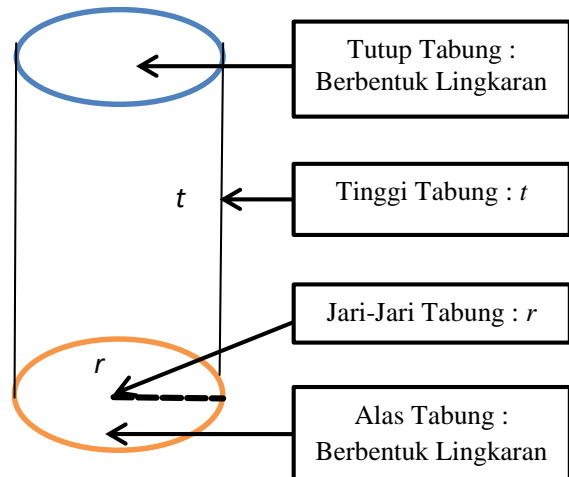 Tutup Tabung :
Berbentuk Lingkaran
t
Tinggi Tabung : t
Jari-Jari Tabung : r
r
Alas Tabung :
Berbentuk Lingkaran